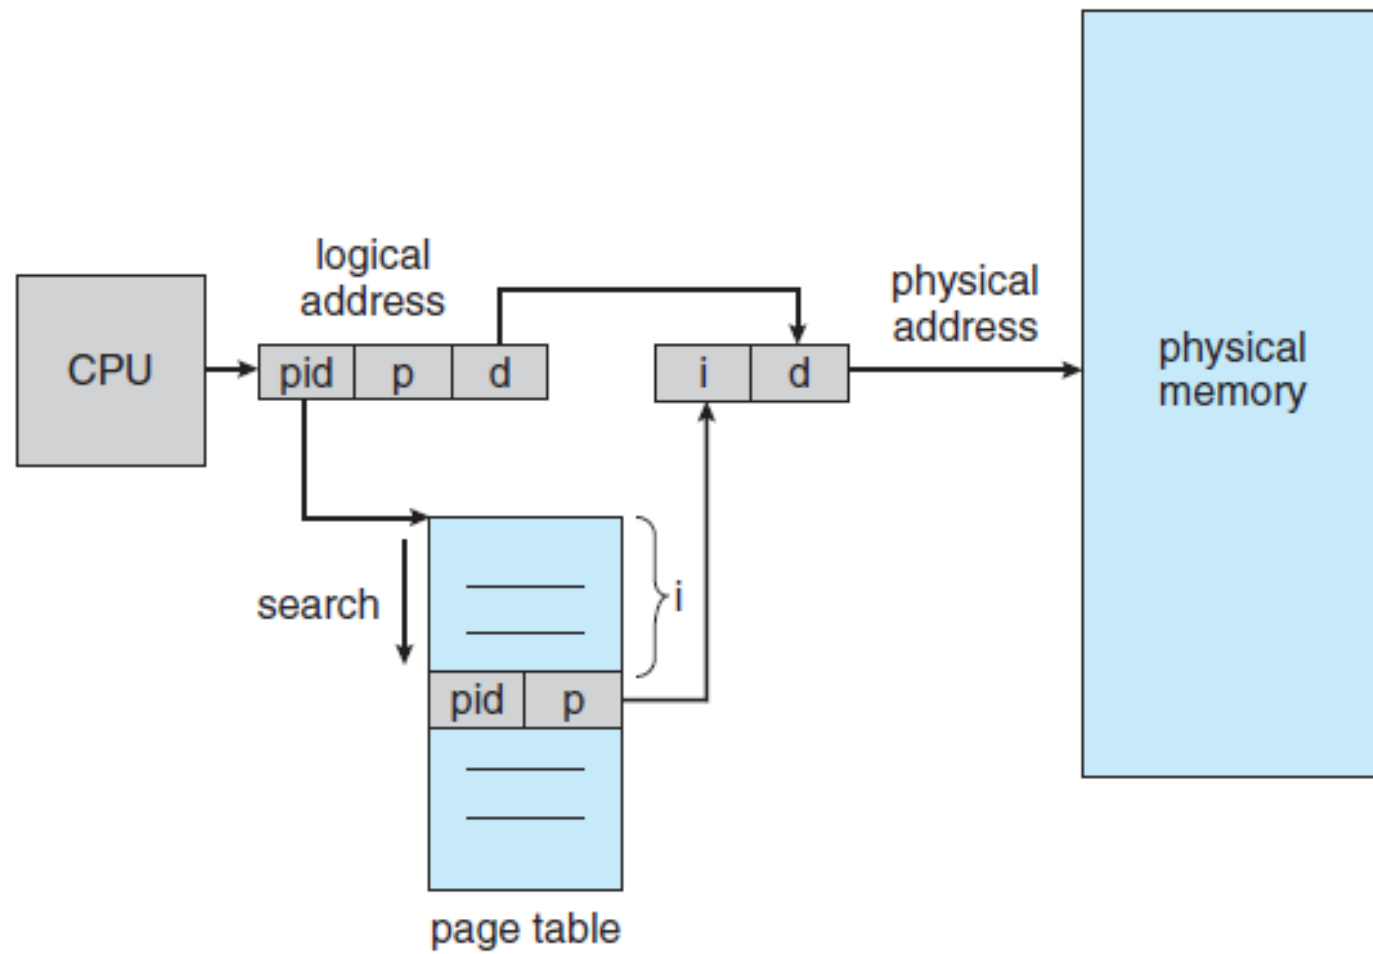 logical
address
physical
address
CPU
pid p d
i d
physical
memory
search
i
pid p
page table